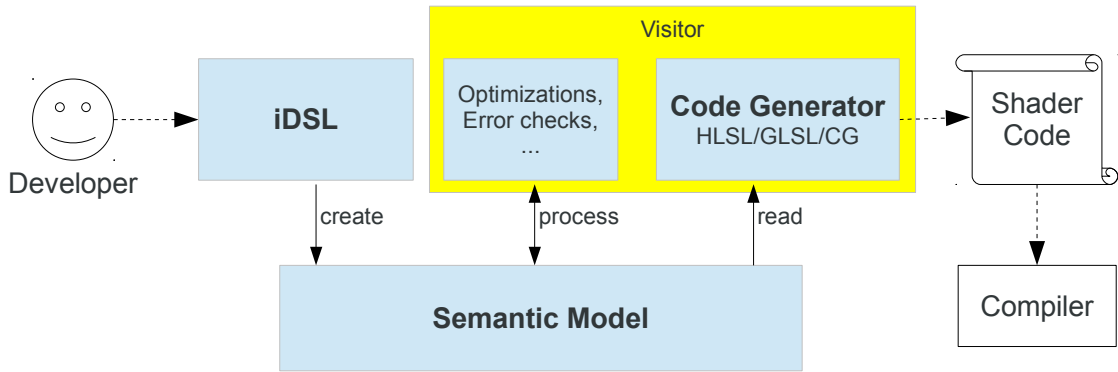 Visitor
iDSL
Optimizations,
Error checks,
...
Code Generator
HLSL/GLSL/CG
Shader
Code
Developer
create
process
read
Semantic Model
Compiler